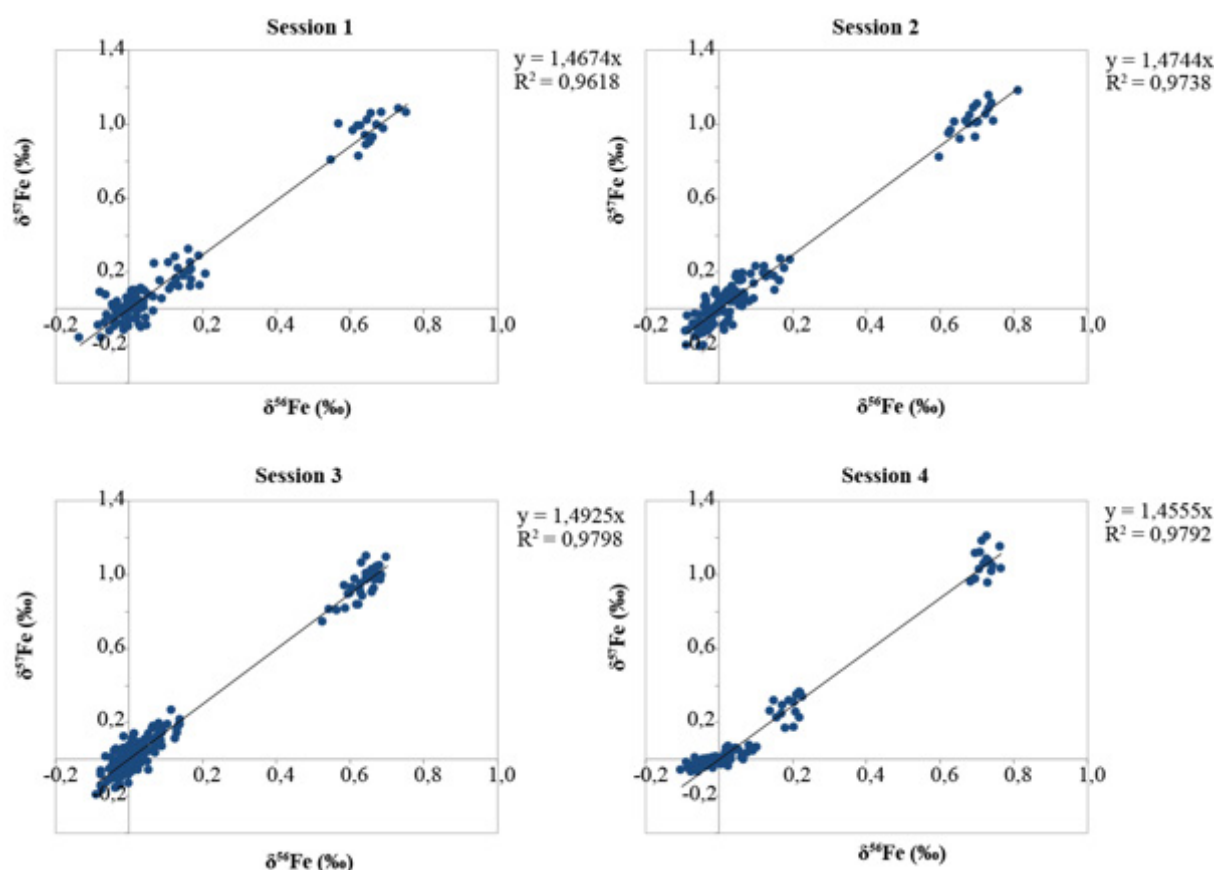 Session 1
y = 1,4674x
R² = 0,9618
1,4
1,0
0,6
0,2
-0,2
-0,2 0,2 0,4 0,6 0,8 1,0
δ⁵⁷Fe (‰)
δ⁵⁶Fe (‰)
Session 2
y = 1,4744x
R² = 0,9738
1,4
1,0
0,6
0,2
-0,2
-0,2 0,2 0,4 0,6 0,8 1,0
δ⁵⁷Fe (‰)
δ⁵⁶Fe (‰)
Session 3
y = 1,4925x
R² = 0,9798
1,4
1,0
0,6
0,2
-0,2
-0,2 0,2 0,4 0,6 0,8 1,0
δ⁵⁷Fe (‰)
δ⁵⁶Fe (‰)
Session 4
y = 1,4555x
R² = 0,9792
1,4
1,0
0,6
0,2
-0,2
-0,2 0,2 0,4 0,6 0,8 1,0
δ⁵⁷Fe (‰)
δ⁵⁶Fe (‰)